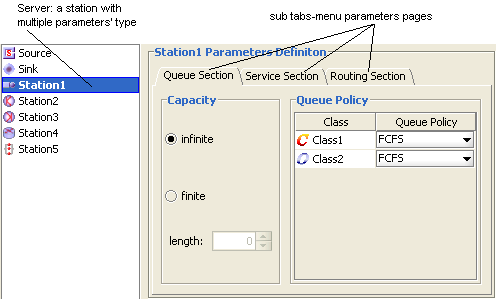 Server: a station with
multiple parameters' type
sub tabs-menu parameters pages
Source
Sink
Station1
Station2
Station3
Station4
Station5
Station1 Parameters Definiton
Queue Section
Service Section
Routing Section
Capacity
infinite
finite
length: 0
Queue Policy
Class Queue Policy
Class1 FCFS
Class2 FCFS